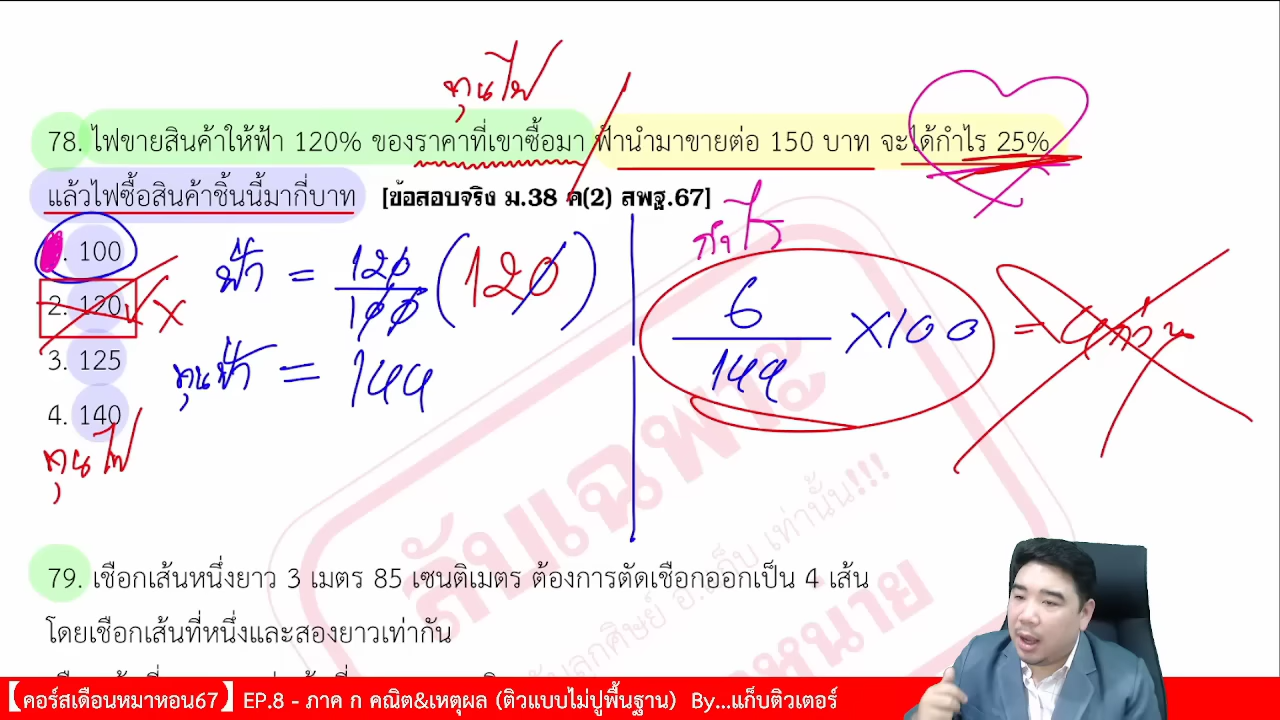 ทุนไฟ
78. ไฟขายสินค้าให้ฟ้า 120% ของราคาที่เขาซื้อมา ฟ้านำมาขายต่อ 150 บาท จะได้กำไร 25%
แล้วไฟซื้อสินค้าชิ้นนี้มากี่บาท [ข้อสอบจริง ม.38 ค(2) สพฐ.67]
กำไร
. 100
2. 120
3. 125
4. 140
ทุนไฟ
ฟ้า = 120/100 (120)
ทุนฟ้า = 144
6/144 X100 =
ลับเฉพาะ
79. เชือกเส้นหนึ่งยาว 3 เมตร 85 เซนติเมตร ต้องการตัดเชือกออกเป็น 4 เส้น
โดยเชือกเส้นที่หนึ่งและสองยาวเท่ากัน
【คอร์สเดือนหมาหอน67】 EP.8 - ภาค ก คณิต&เหตุผล (ติวแบบไม่ปูพื้นฐาน) By...แก็บติวเตอร์